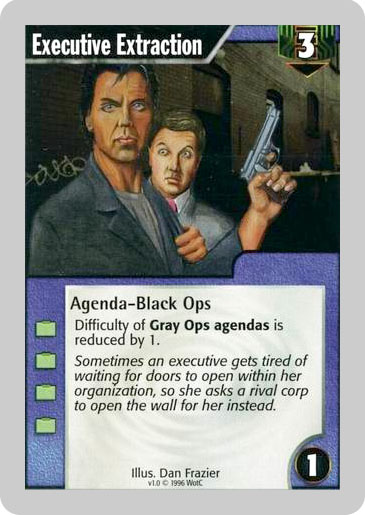 Executive Extraction
3
Agenda-Black Ops
Difficulty of Gray Ops agendas is
reduced by 1.
Sometimes an executive gets tired of
waiting for doors to open within her
organization, so she asks a rival corp
to open the wall for her instead.
Illus. Dan Frazier
v1.0 © 1996 WotC
1